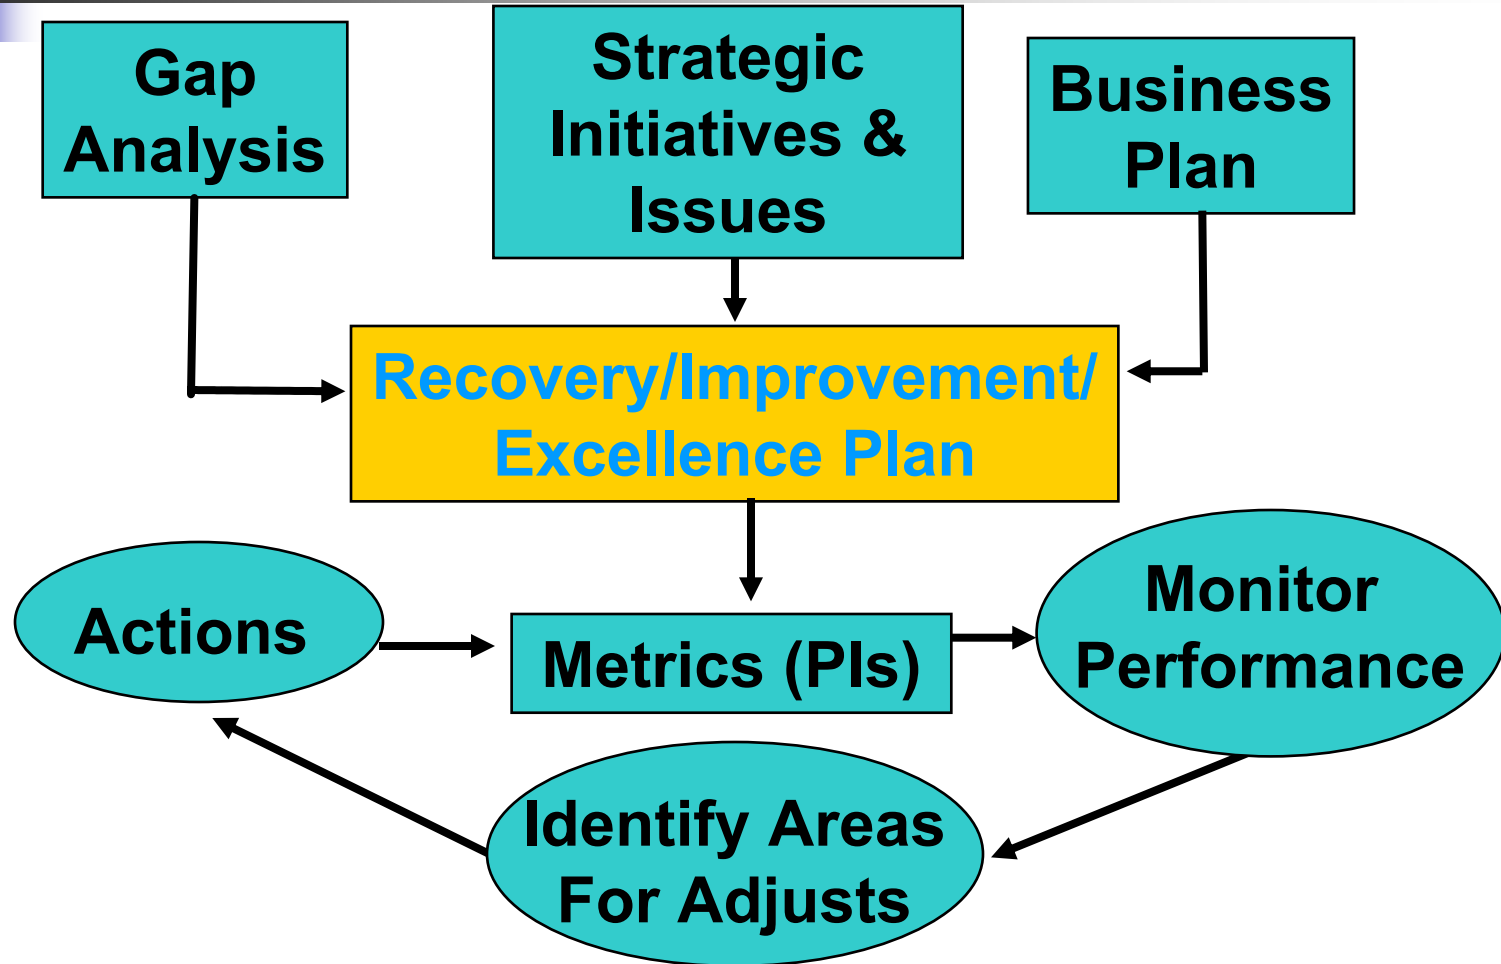 Gap
Analysis
Strategic
Initiatives &
Issues
Business
Plan
Recovery/Improvement/
Excellence Plan
Actions
Metrics (PIs)
Monitor
Performance
Identify Areas
For Adjusts